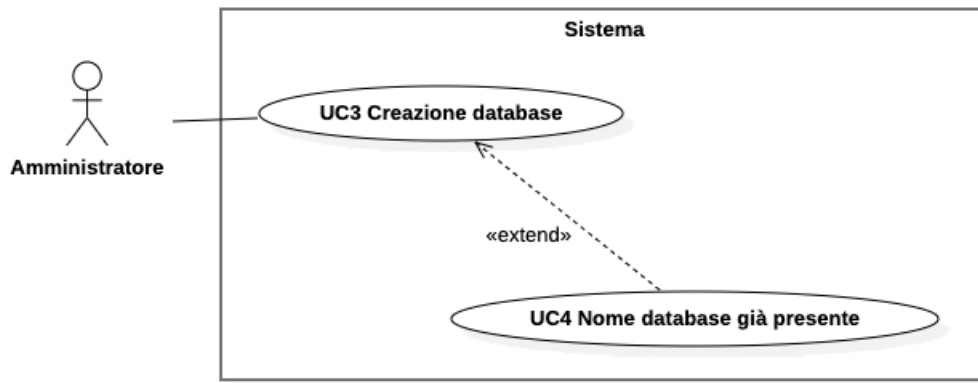 Sistema
UC3 Creazione database
Amministratore
«extend»
UC4 Nome database già presente